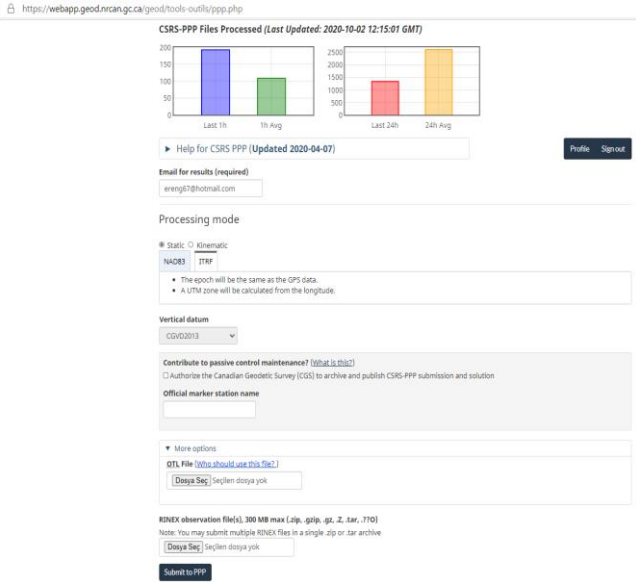 https://webapp.geod.nrcan.gc.ca/geod/tools-outils/ppp.php
CSRS-PPP Files Processed (Last Updated: 2020-10-02 12:15:01 GMT)
200
150
100
50
0
Last 1h 1h Avg
2500
2000
1500
1000
500
0
Last 24h 24h Avg
Help for CSRS PPP (Updated 2020-04-07)
Profile Sign out
Email for results (required)
ereng67@hotmail.com
Processing mode
Static Kinematic
NAD83 ITRF
The epoch will be the same as the GPS data.
A UTM zone will be calculated from the longitude.
Vertical datum
CGVD2013
Contribute to passive control maintenance? (What is this?)
Authorize the Canadian Geodetic Survey (CGS) to archive and publish CSRS-PPP submission and solution
Official marker station name
More options
OTL File (Who should use this file? )
Dosya Seç Seçilen dosya yok
RINEX observation file(s), 300 MB max (.zip, .gzip, .gz, .Z, .tar, .??O)
Note: You may submit multiple RINEX files in a single .zip or .tar archive
Dosya Seç Seçilen dosya yok
Submit to PPP